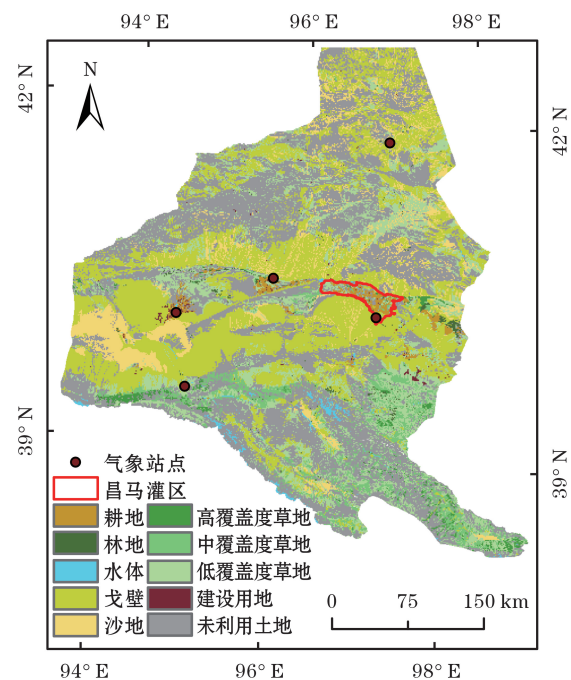 94° E 96° E 98° E
42° N
42° N
N
39° N
39° N
气象站点
昌马灌区
耕地 高覆盖度草地
林地 中覆盖度草地
水体 低覆盖度草地
戈壁 建设用地
沙地 未利用土地
0 75 150 km
94° E 96° E 98° E